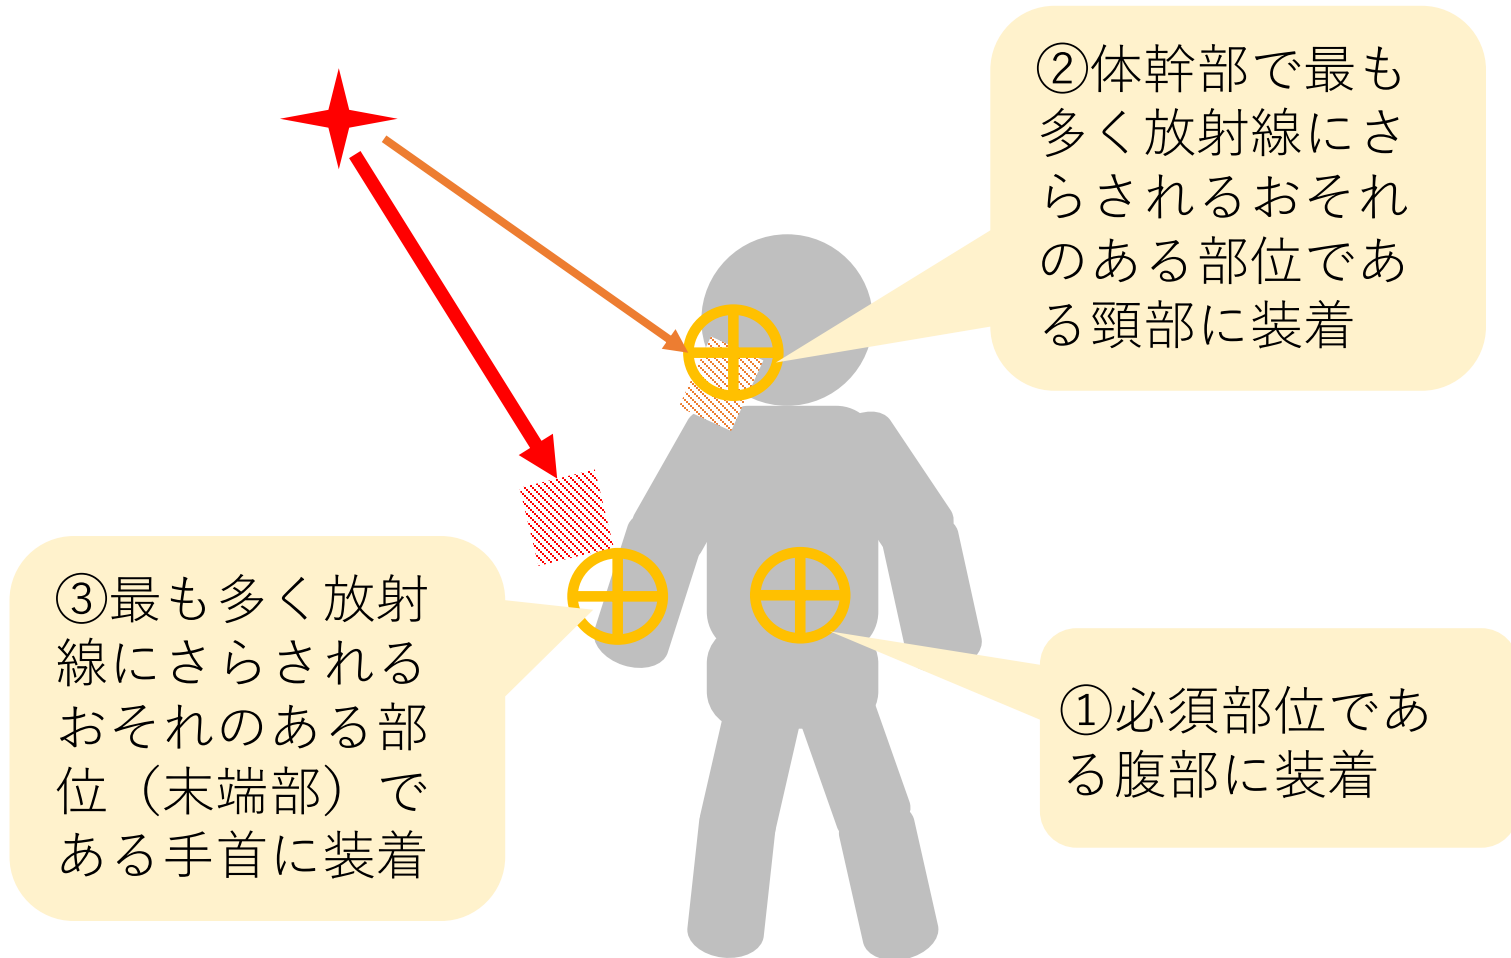 ②体幹部で最も
多く放射線にさ
らされるおそれ
のある部位であ
る頸部に装着
③最も多く放射
線にさらされる
おそれのある部
位（末端部）で
ある手首に装着
①必須部位であ
る腹部に装着